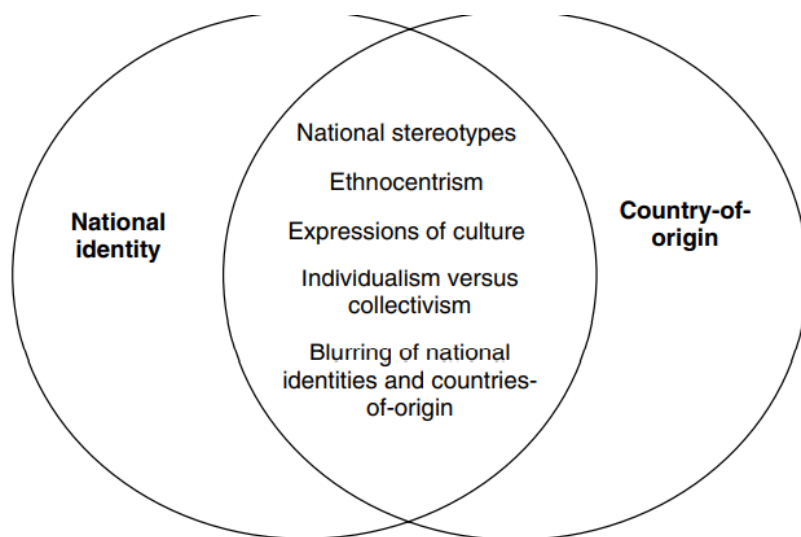 National stereotypes
Ethnocentrism
National
identity
Country-of-
origin
Expressions of culture
Individualism versus
collectivism
Blurring of national
identities and countries-
of-origin